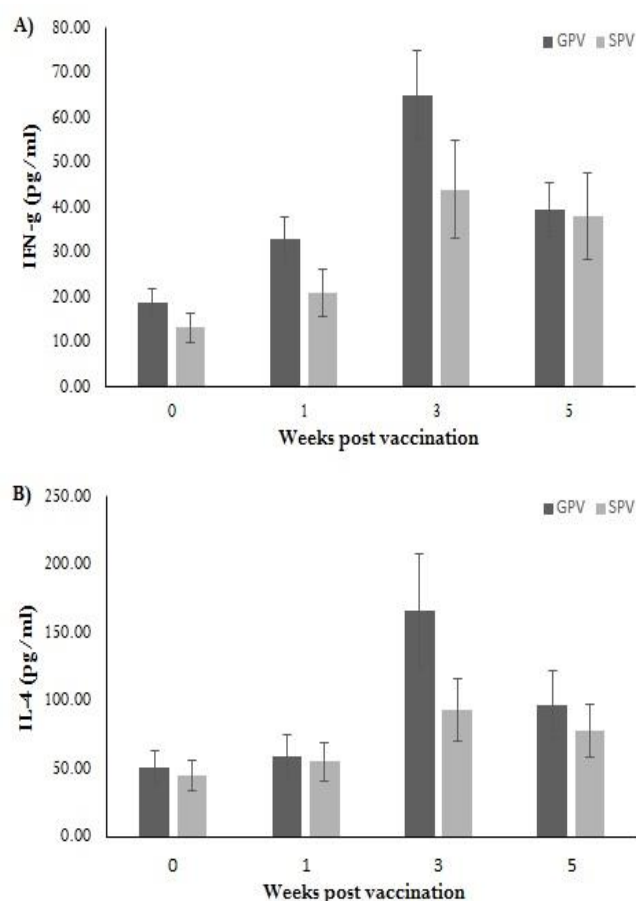 A)
80.00
GPV SPV
70.00
60.00
50.00
40.00
30.00
20.00
10.00
0.00
IFN-g (pg/ml)
0 1 3 5
Weeks post vaccination
B)
250.00
GPV SPV
200.00
150.00
100.00
50.00
0.00
IL-4 (pg/ml)
0 1 3 5
Weeks post vaccination